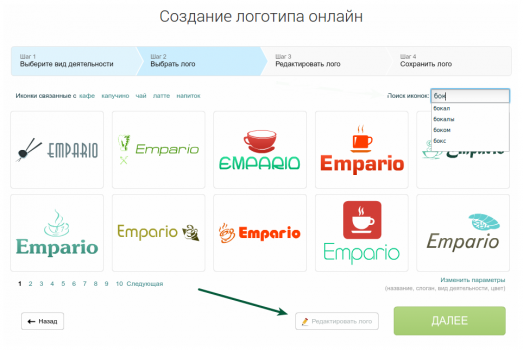 Создание логотипа онлайн
Шаг 1
Выберите вид деятельности
Шаг 2
Выбрать лого
Шаг 3
Редактировать лого
Шаг 4
Сохранить лого
Иконки связанные с кафе капучино чай латте напиток
Поиск иконок: бок
бокал
бокалы
боком
бокс
EMPARIO
Empario
EMPARIO
Empario
Empario
Empario
Empario
Empario
Empario
Empario
1 2 3 4 5 6 7 8 9 10 Следующая
Изменить параметры
(название, слоган, вид деятельности, цвет)
Назад
Редактировать лого
ДАЛЕЕ